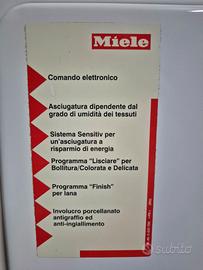 Miele
Comando elettronico
Asciugatura dipendente dal
grado di umidità dei tessuti
Sistema Sensitiv per
un'asciugatura a
risparmio di energia
Programma "Lisciare" per
Bollitura/Colorata e Delicata
Programma "Finish"
per lana
Involucro porcellanato
antigraffio ed
anti-ingiallimento
subito